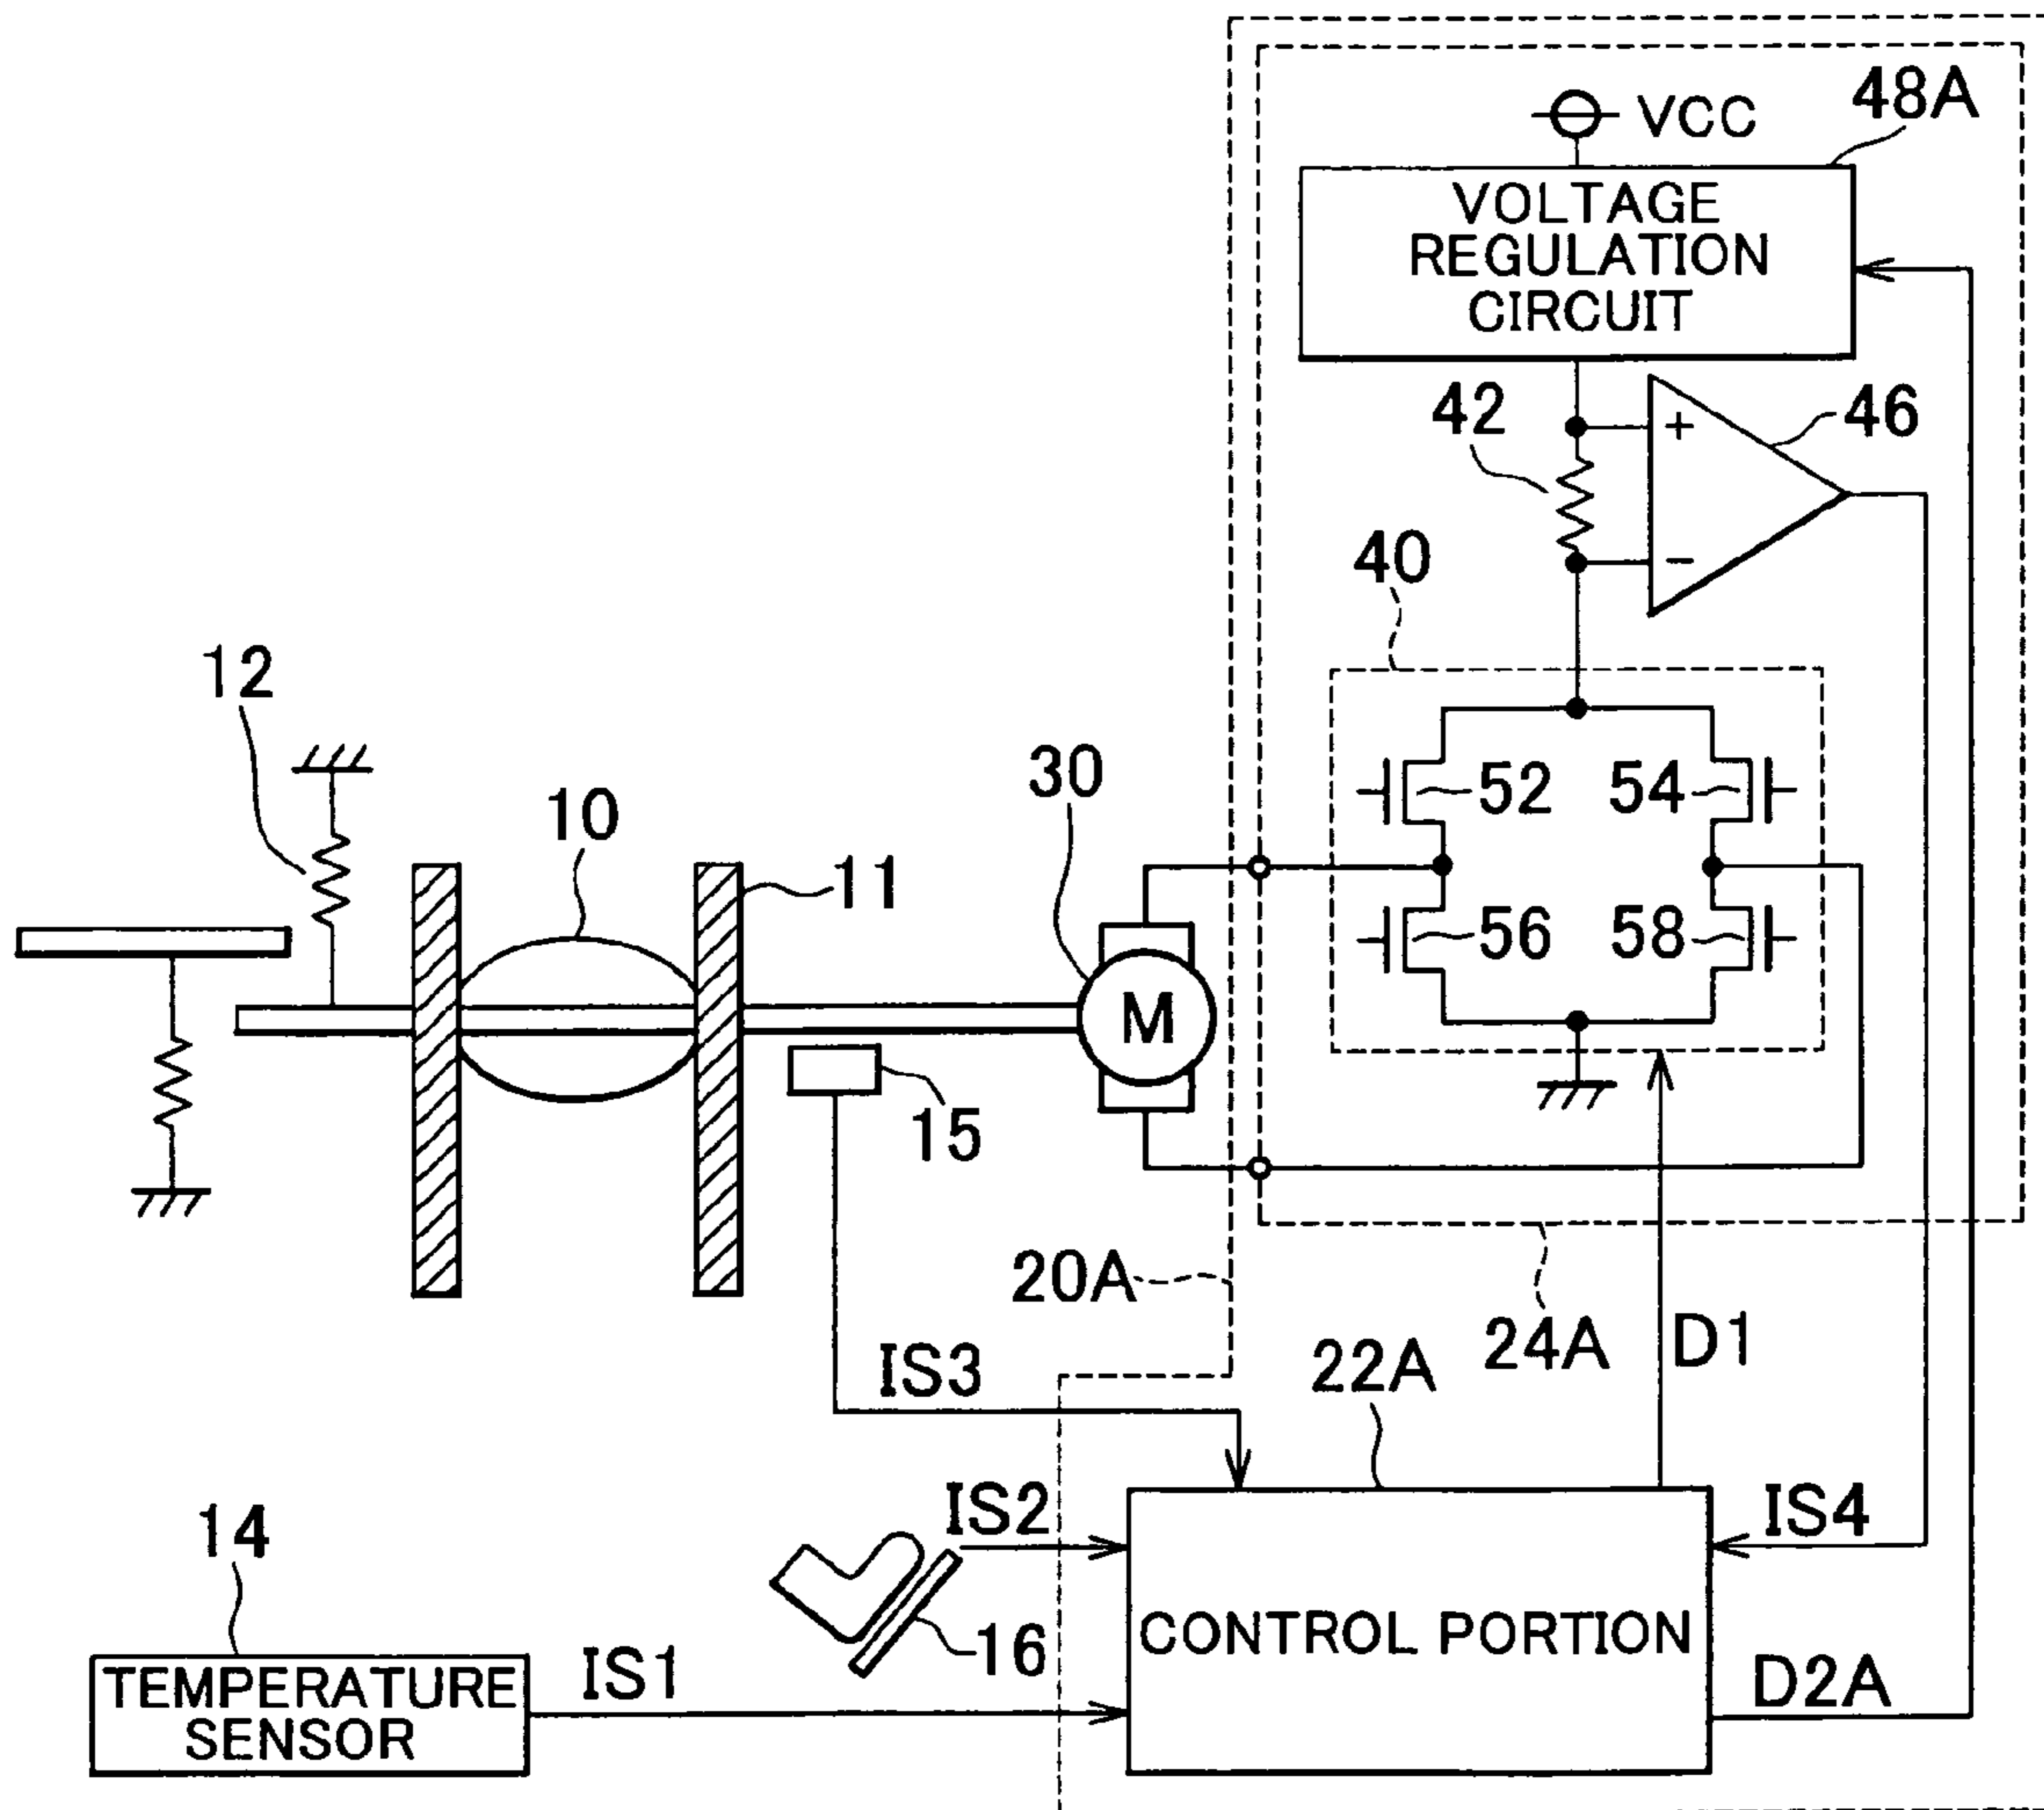 VCC
48A
VOLTAGE
REGULATION
CIRCUIT
42
+
46
−
40
12
52
54
30
10
11
56
58
M
15
20A
24A
D1
22A
IS3
IS2
IS4
14
16
CONTROL PORTION
TEMPERATURE
SENSOR
IS1
D2A